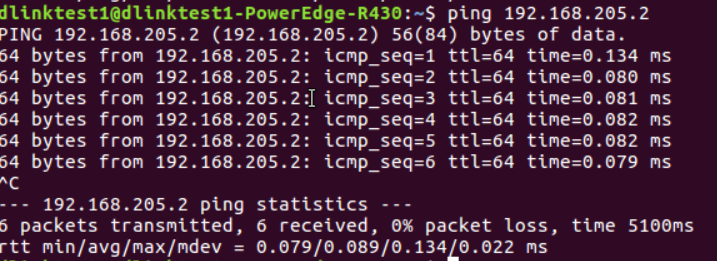 dlinktest1@dlinktest1-PowerEdge-R430:~$ ping 192.168.205.2
PING 192.168.205.2 (192.168.205.2) 56(84) bytes of data.
64 bytes from 192.168.205.2: icmp_seq=1 ttl=64 time=0.134 ms
64 bytes from 192.168.205.2: icmp_seq=2 ttl=64 time=0.080 ms
64 bytes from 192.168.205.2: icmp_seq=3 ttl=64 time=0.081 ms
64 bytes from 192.168.205.2: icmp_seq=4 ttl=64 time=0.082 ms
64 bytes from 192.168.205.2: icmp_seq=5 ttl=64 time=0.082 ms
64 bytes from 192.168.205.2: icmp_seq=6 ttl=64 time=0.079 ms
^C
--- 192.168.205.2 ping statistics ---
6 packets transmitted, 6 received, 0% packet loss, time 5100ms
rtt min/avg/max/mdev = 0.079/0.089/0.134/0.022 ms